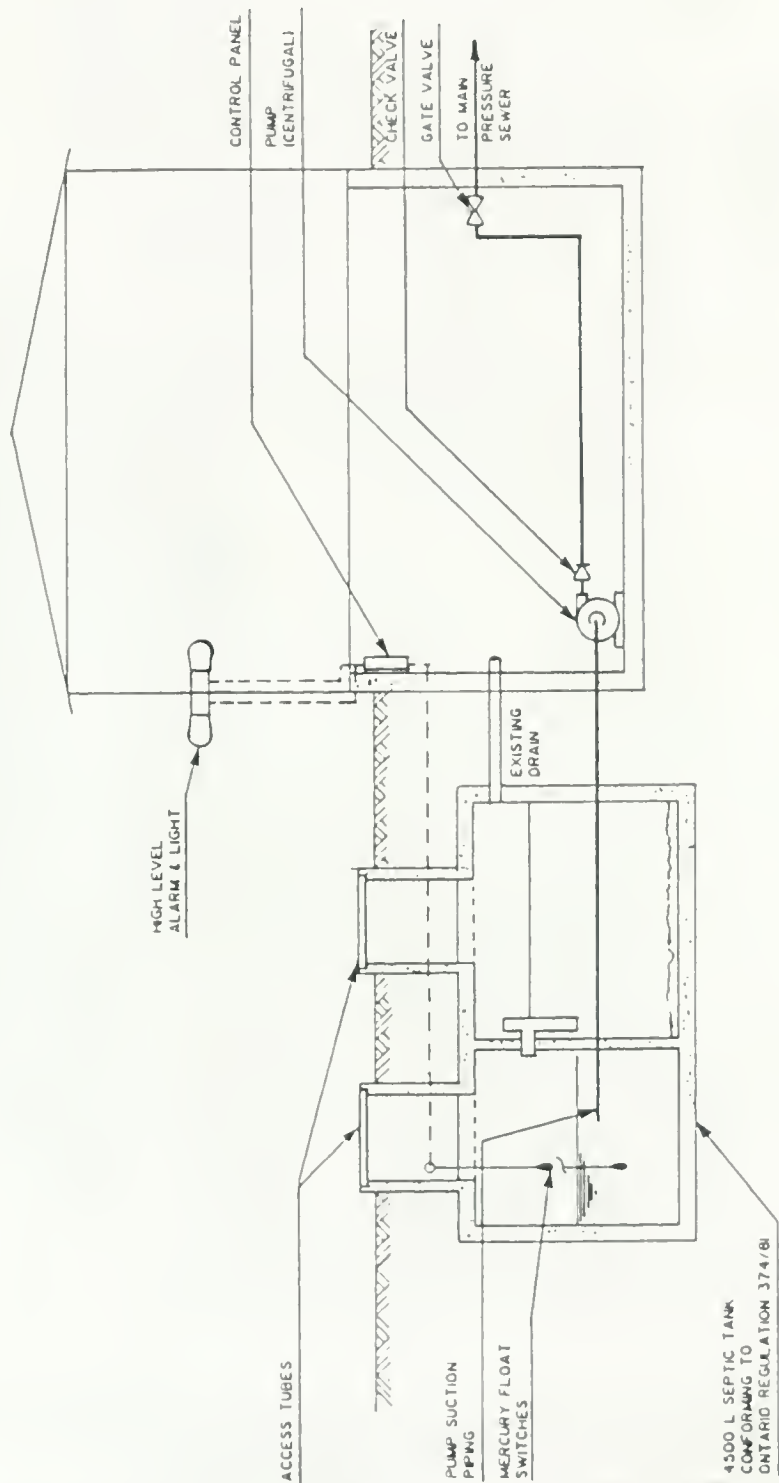 CONTROL PANEL
PUMP
(CENTRIFUGAL)
CHECK VALVE
GATE VALVE
TO MAIN
PRESSURE
SEWER
HIGH LEVEL
ALARM & LIGHT
EXISTING
DRAIN
ACCESS TUBES
PUMP SUCTION
PIPING
MERCURY FLOAT
SWITCHES
4500 L SEPTIC TANK
CONFORMING TO
ONTARIO REGULATION 374/81